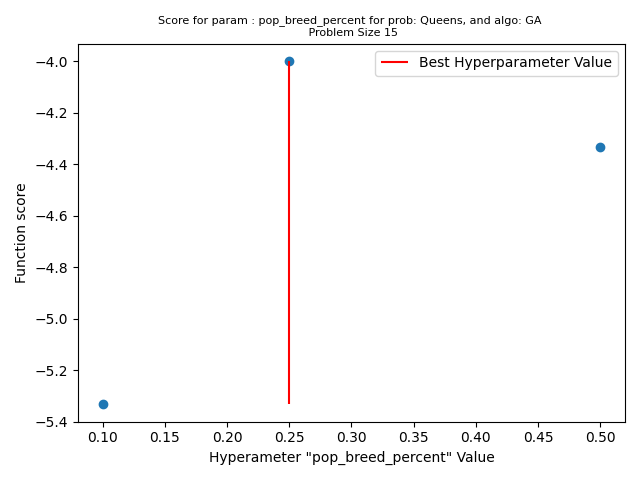 Score for param : pop_breed_percent for prob: Queens, and algo: GA
Problem Size 15
Best Hyperparameter Value
−4.0
−4.2
−4.4
−4.6
−4.8
−5.0
−5.2
−5.4
Function score
0.10 0.15 0.20 0.25 0.30 0.35 0.40 0.45 0.50
Hyperameter "pop_breed_percent" Value